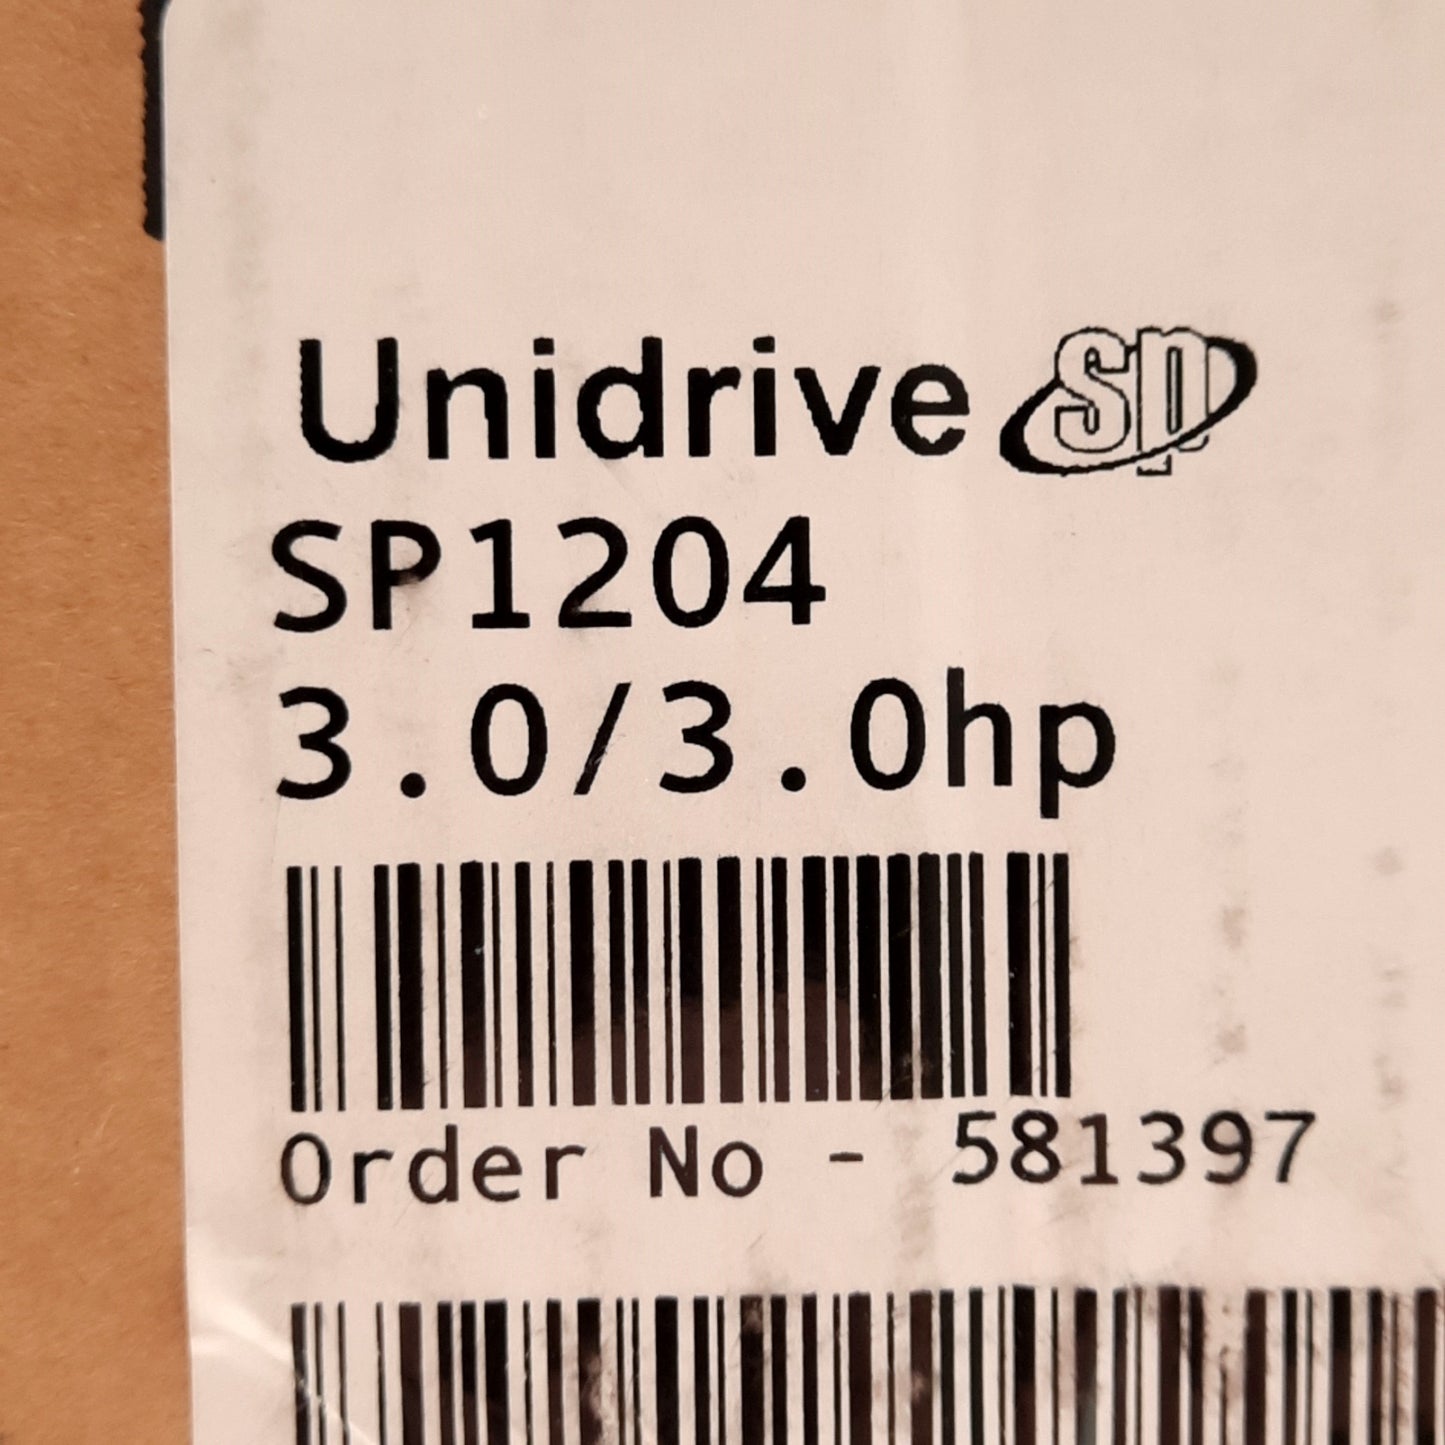 Unidrive SP
SP1204
3.0/3.0hp
Order No - 581397